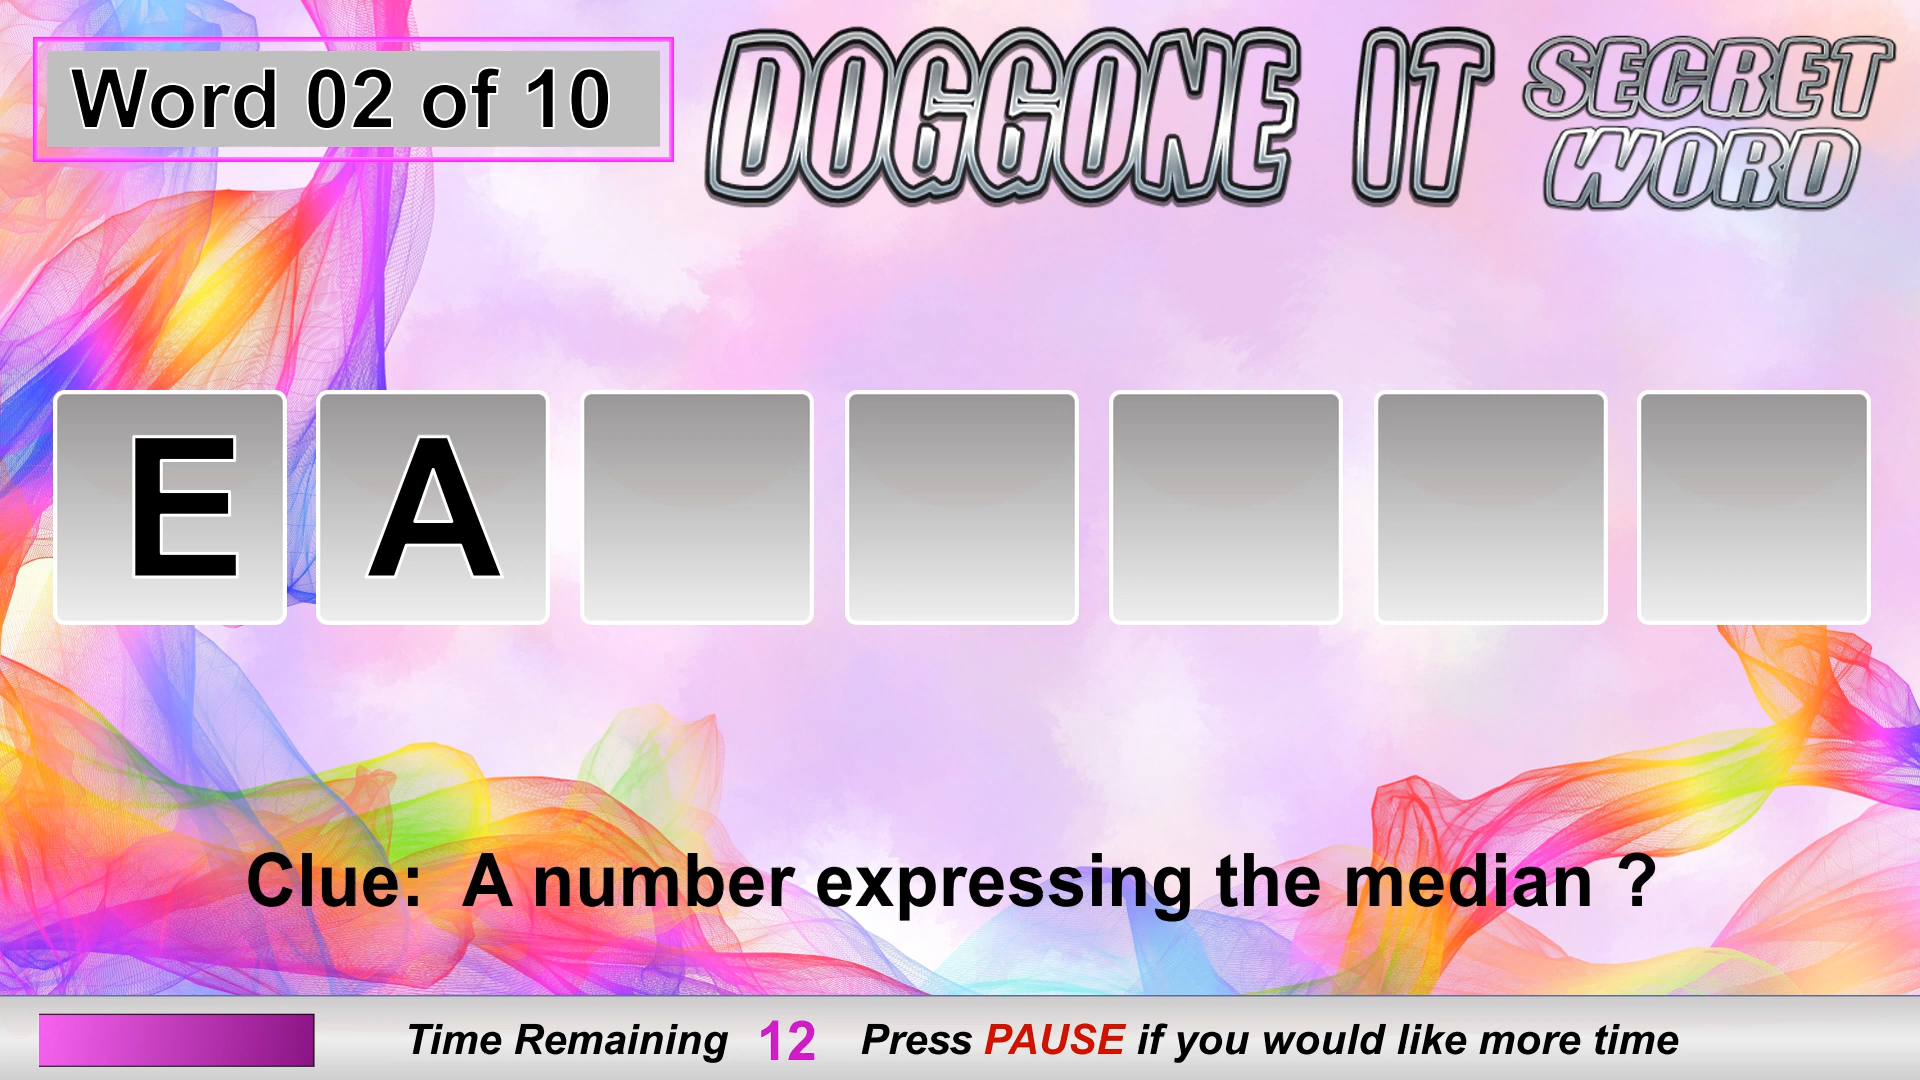 Word 02 of 10
DOGGONE IT
SECRET
WORD
E A
Clue: A number expressing the median ?
Time Remaining 12 Press PAUSE if you would like more time